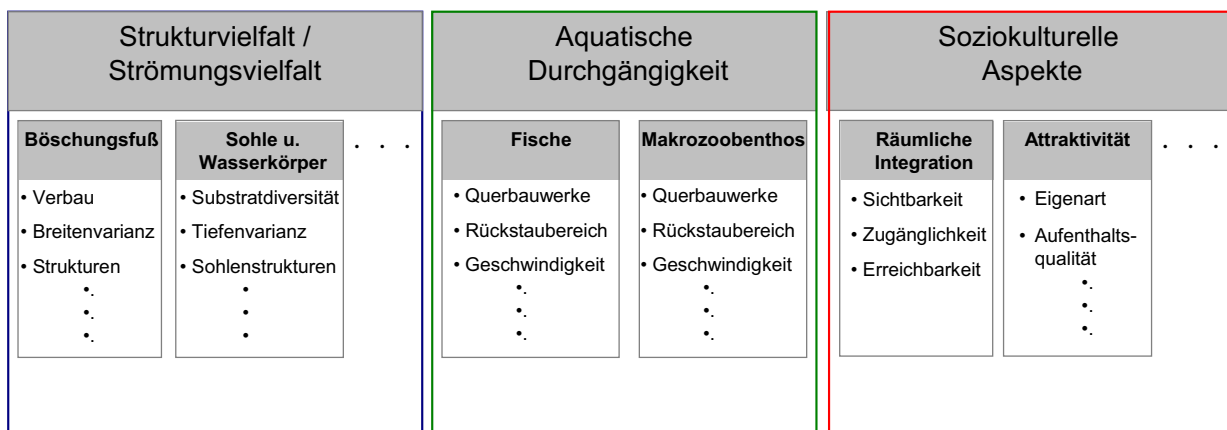 Strukturvielfalt /
Strömungsvielfalt
Böschungsfuß
• Verbau
• Breitenvarianz
• Strukturen
•.
•.
•.
Sohle u.
Wasserkörper
• Substratdiversität
• Tiefenvarianz
• Sohlenstrukturen
•
•
•
. . .
Aquatische
Durchgängigkeit
Fische
• Querbauwerke
• Rückstaubereich
• Geschwindigkeit
•.
•.
•.
Makrozoobenthos
• Querbauwerke
• Rückstaubereich
• Geschwindigkeit
•.
•.
•.
Soziokulturelle
Aspekte
Räumliche
Integration
• Sichtbarkeit
• Zugänglichkeit
• Erreichbarkeit
Attraktivität
• Eigenart
• Aufenthalts-
qualität
•.
•.
•.
. . .